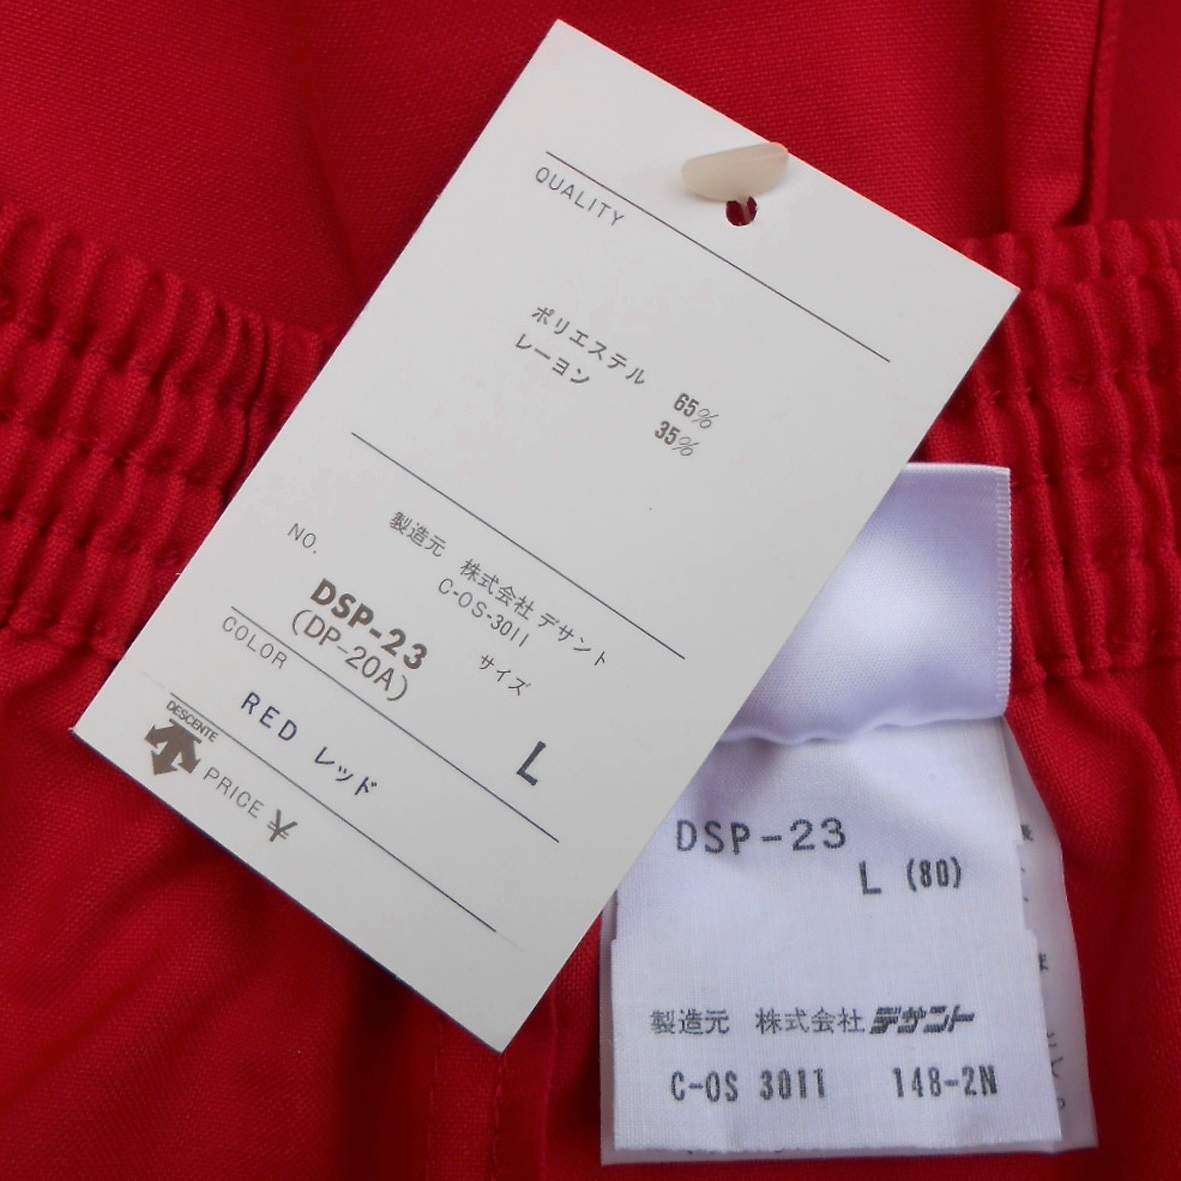 QUALITY
ポリエステル 65%
レーヨン 35%
製造元 株式会社 デサント
C-OS-3011
NO.
DSP-23
(DP-20A)
サイズ
L
COLOR
RED レッド
DESCENTE
PRICE ¥
DSP-23
L (80)
製造元 株式会社デサント
C-OS 3011 148-2N